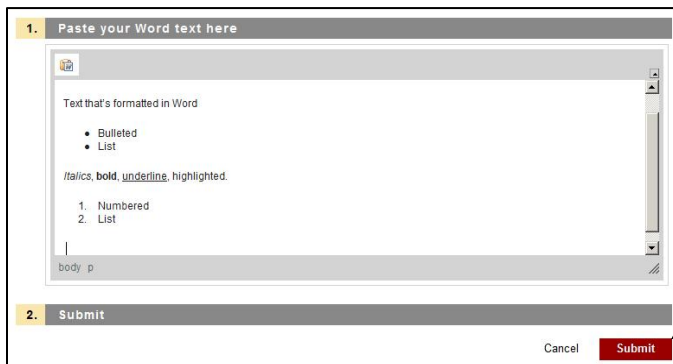 1. Paste your Word text here
Text that's formatted in Word
• Bulleted
• List
Italics, bold, underline, highlighted.
1. Numbered
2. List
body p
2. Submit
Cancel Submit